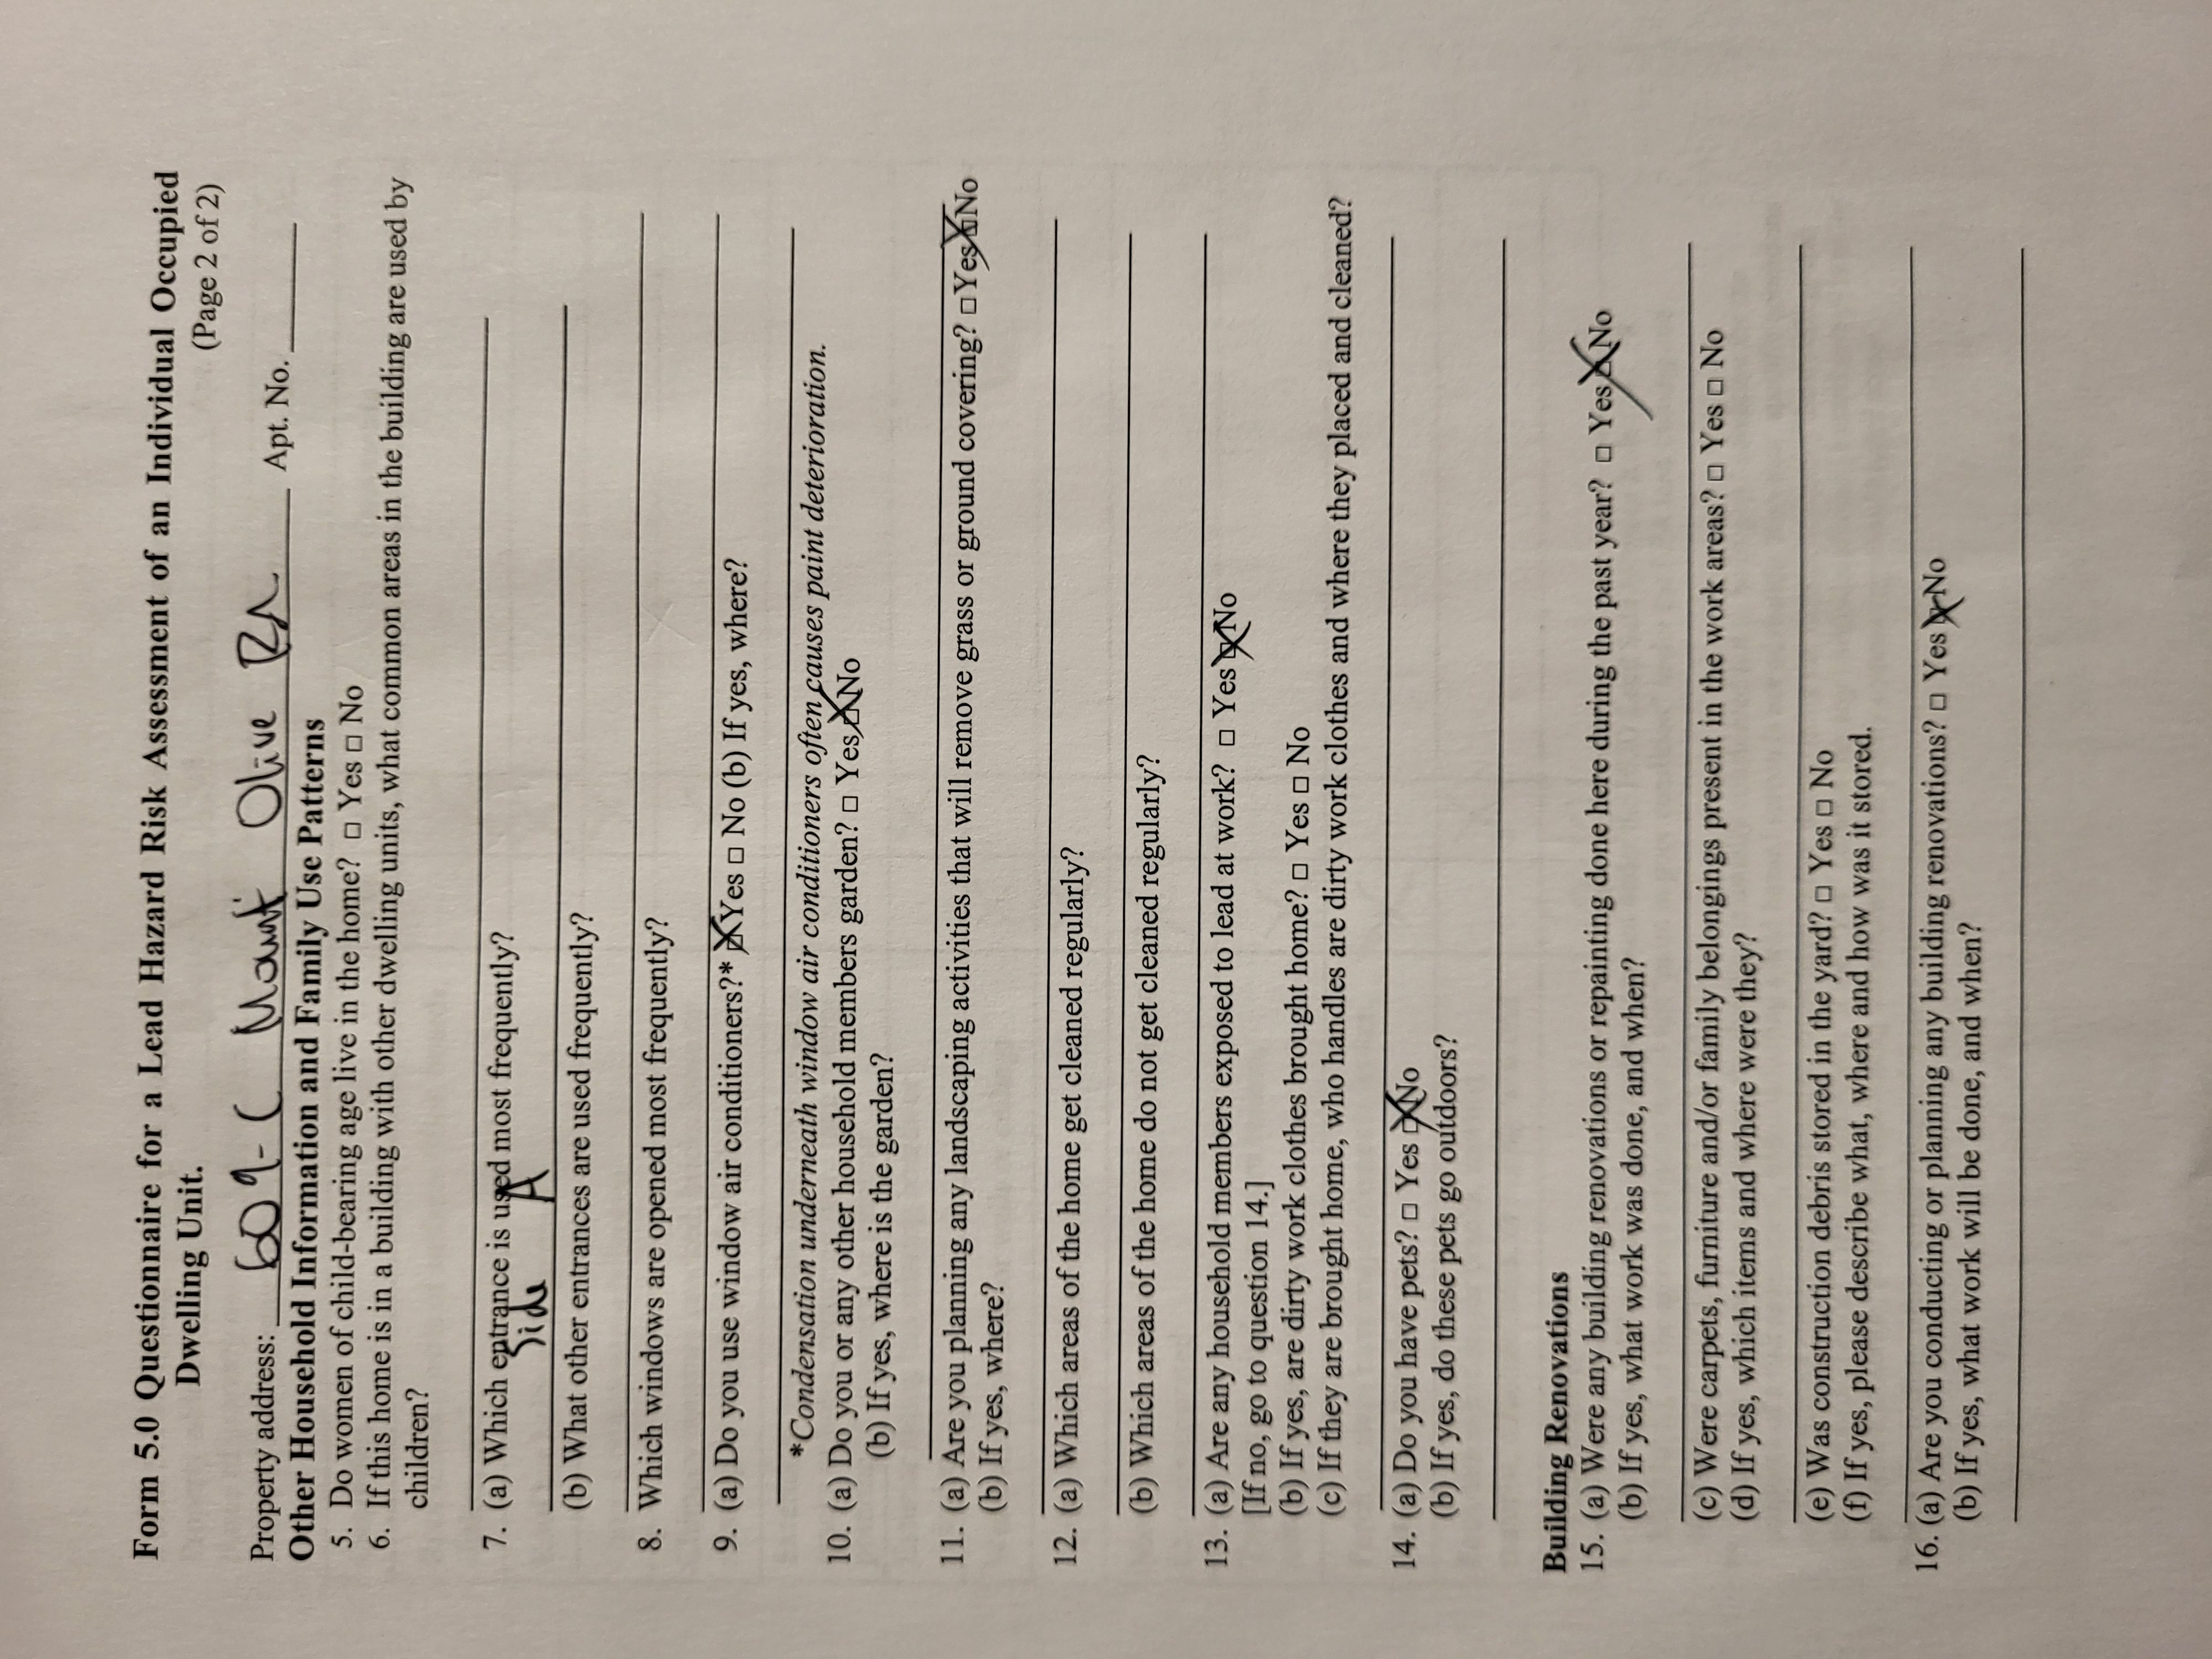 Form 5.0 Questionnaire for a Lead Hazard Risk Assessment of an Individual Occupied
Dwelling Unit.
(Page 2 of 2)
Property address: 609-C Mount Olive Rd Apt. No.
Other Household Information and Family Use Patterns
5. Do women of child-bearing age live in the home? □ Yes □ No
6. If this home is in a building with other dwelling units, what common areas in the building are used by
children?
7. (a) Which entrance is used most frequently?
Side A
(b) What other entrances are used frequently?
8. Which windows are opened most frequently?
9. (a) Do you use window air conditioners?* ☒ Yes □ No (b) If yes, where?
*Condensation underneath window air conditioners often causes paint deterioration.
10. (a) Do you or any other household members garden? □ Yes ☒ No
(b) If yes, where is the garden?
11. (a) Are you planning any landscaping activities that will remove grass or ground covering? □ Yes ☒ No
(b) If yes, where?
12. (a) Which areas of the home get cleaned regularly?
(b) Which areas of the home do not get cleaned regularly?
13. (a) Are any household members exposed to lead at work? □ Yes ☒ No
[If no, go to question 14.]
(b) If yes, are dirty work clothes brought home? □ Yes □ No
(c) If they are brought home, who handles are dirty work clothes and where they placed and cleaned?
14. (a) Do you have pets? □ Yes ☒ No
(b) If yes, do these pets go outdoors?
Building Renovations
15. (a) Were any building renovations or repainting done here during the past year? □ Yes ☒ No
(b) If yes, what work was done, and when?
(c) Were carpets, furniture and/or family belongings present in the work areas? □ Yes □ No
(d) If yes, which items and where were they?
(e) Was construction debris stored in the yard? □ Yes □ No
(f) If yes, please describe what, where and how was it stored.
16. (a) Are you conducting or planning any building renovations? □ Yes ☒ No
(b) If yes, what work will be done, and when?